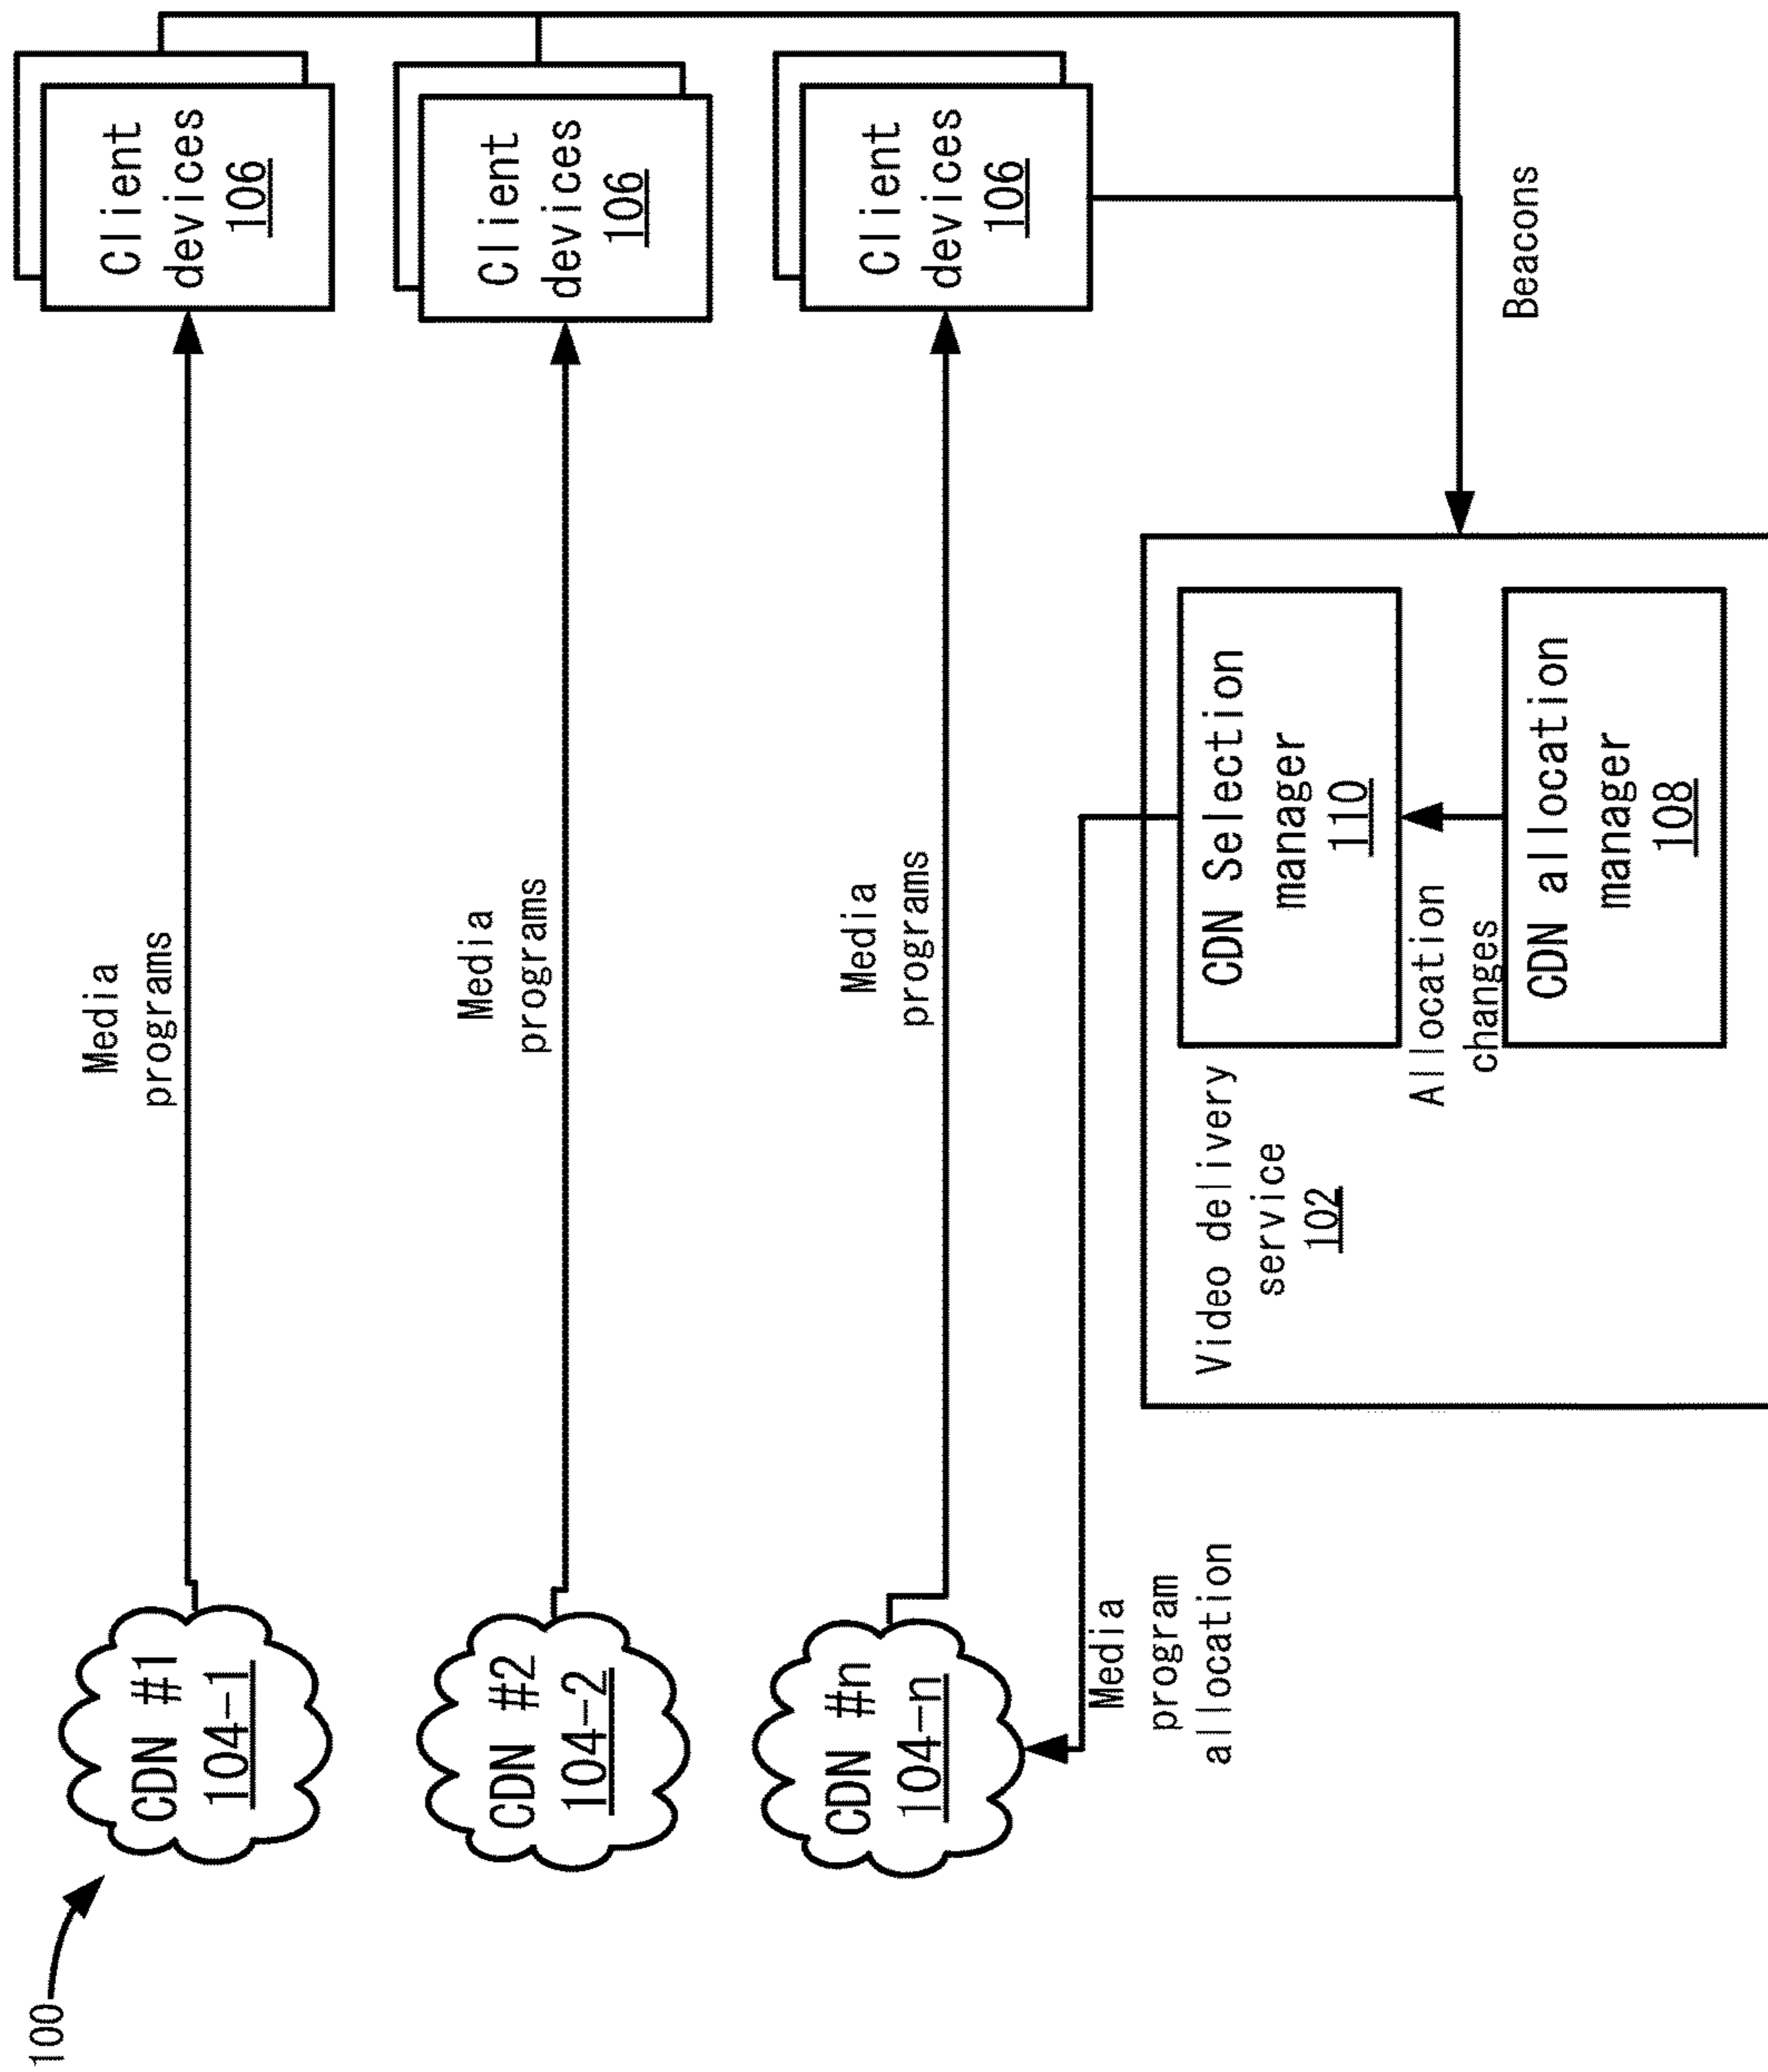 100
CDN #1
104-1
Media
programs
Client
devices
106
CDN #2
104-2
Media
programs
Client
devices
106
CDN #n
104-n
Media
programs
Client
devices
106
Media
program
allocation
Beacons
Video delivery
service
102
CDN Selection
manager
110
Allocation
changes
CDN allocation
manager
108